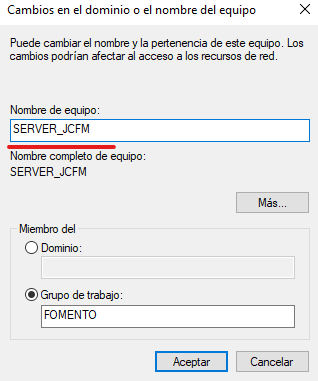 Cambios en el dominio o el nombre del equipo
Puede cambiar el nombre y la pertenencia de este equipo. Los
cambios podrían afectar al acceso a los recursos de red.
Nombre de equipo:
SERVER_JCFM
Nombre completo de equipo:
SERVER_JCFM
Más...
Miembro del
Dominio:
Grupo de trabajo:
FOMENTO
Aceptar
Cancelar